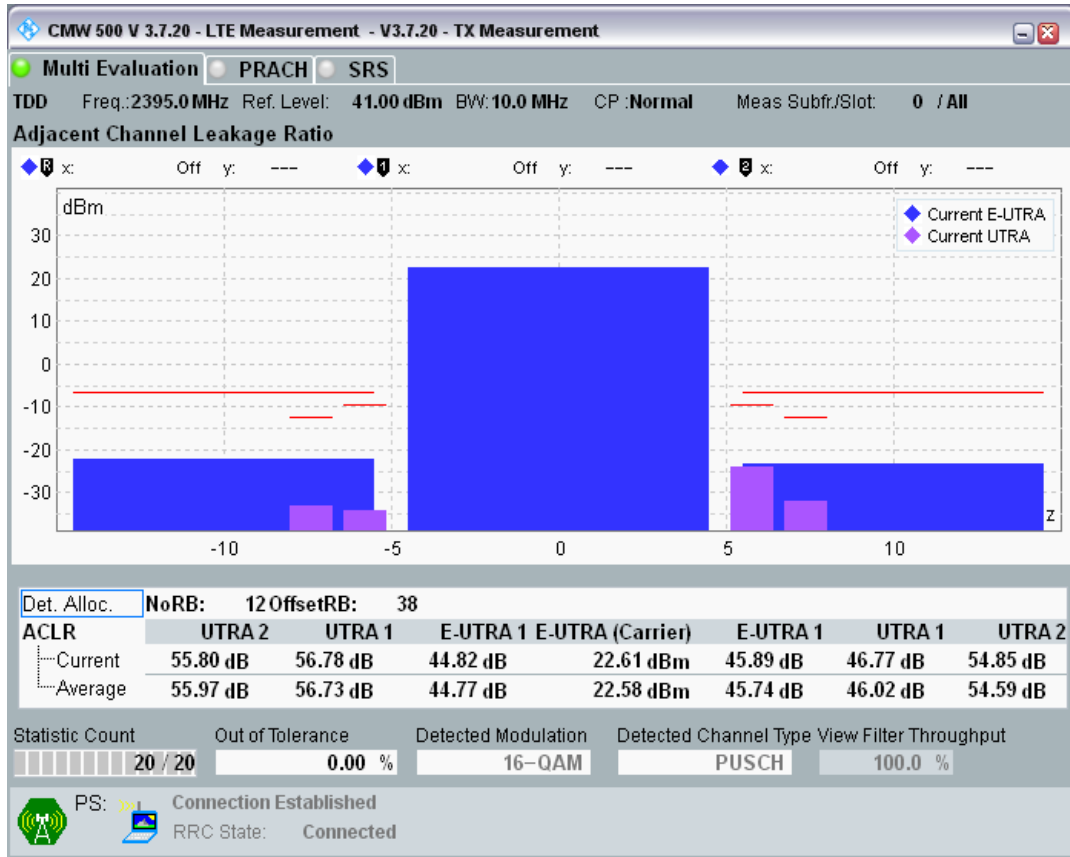 CMW 500 V 3.7.20 - LTE Measurement - V3.7.20 - TX Measurement
Multi Evaluation PRACH SRS
TDD Freq.:2395.0 MHz Ref. Level: 41.00 dBm BW: 10.0 MHz CP :Normal Meas Subfr./Slot: 0 / All
Adjacent Channel Leakage Ratio
R x: Off y: --- 1 x: Off y: --- 2 x: Off y: ---
dBm
Current E-UTRA
Current UTRA
30
20
10
0
-10
-20
-30
z
-10 -5 0 5 10
Det. Alloc. NoRB: 12 OffsetRB: 38
ACLR UTRA 2 UTRA 1 E-UTRA 1 E-UTRA (Carrier) E-UTRA 1 UTRA 1 UTRA 2
Current 55.80 dB 56.78 dB 44.82 dB 22.61 dBm 45.89 dB 46.77 dB 54.85 dB
Average 55.97 dB 56.73 dB 44.77 dB 22.58 dBm 45.74 dB 46.02 dB 54.59 dB
Statistic Count Out of Tolerance Detected Modulation Detected Channel Type View Filter Throughput
20 / 20 0.00 % 16-QAM PUSCH 100.0 %
PS: Connection Established
RRC State: Connected